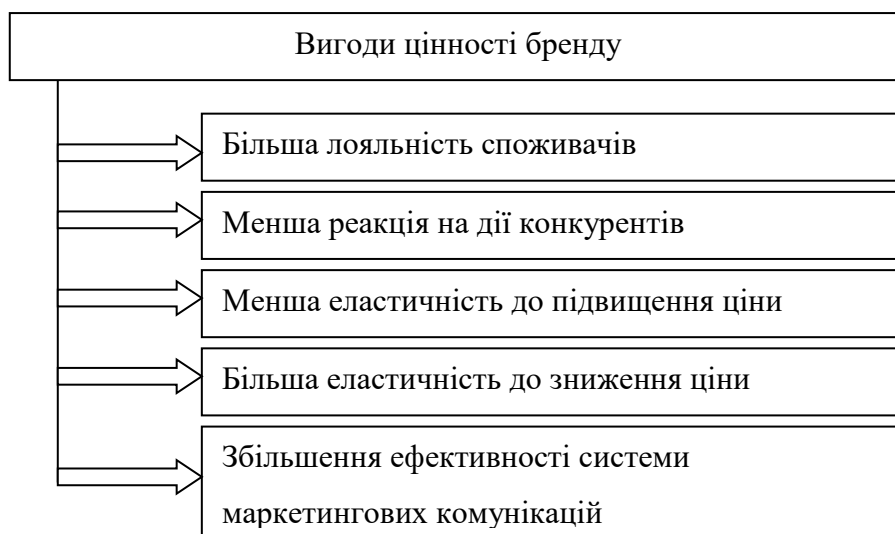 Вигоди цінності бренду
Більша лояльність споживачів
Менша реакція на дії конкурентів
Менша еластичність до підвищення ціни
Більша еластичність до зниження ціни
Збільшення ефективності системи
маркетингових комунікацій